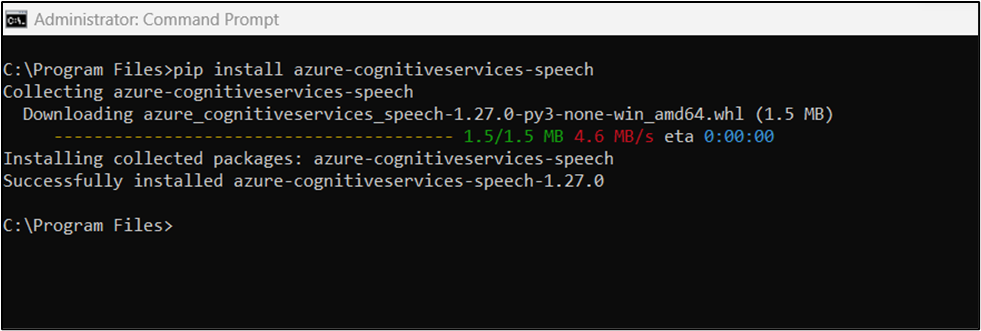 Administrator: Command Prompt
C:\Program Files>pip install azure-cognitiveservices-speech
Collecting azure-cognitiveservices-speech
  Downloading azure_cognitiveservices_speech-1.27.0-py3-none-win_amd64.whl (1.5 MB)
     ---------------------------------------- 1.5/1.5 MB 4.6 MB/s eta 0:00:00
Installing collected packages: azure-cognitiveservices-speech
Successfully installed azure-cognitiveservices-speech-1.27.0
C:\Program Files>